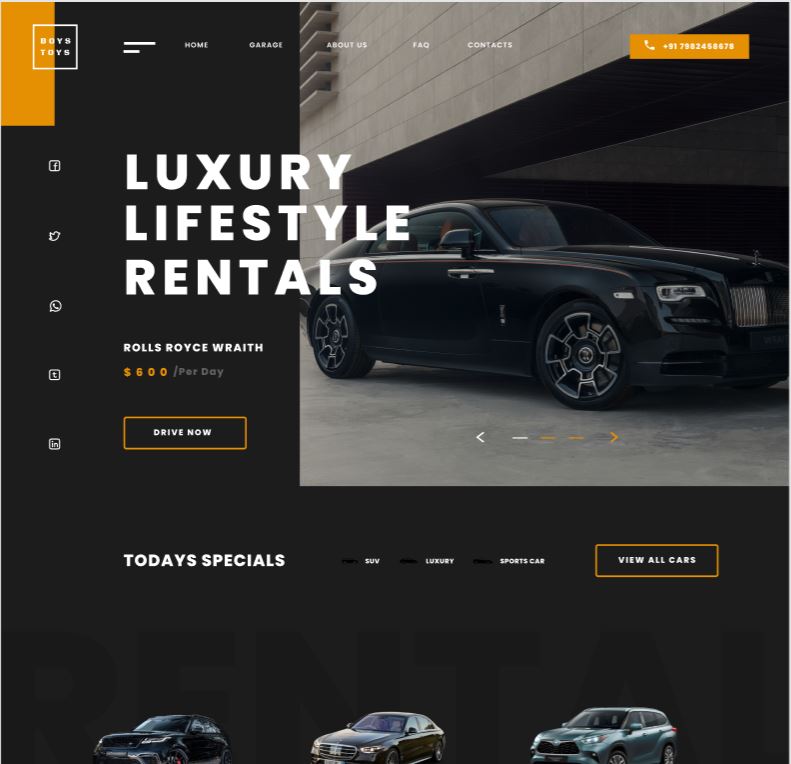 BOYS
TOYS
HOME
GARAGE
ABOUT US
FAQ
CONTACTS
+91 7982458678
LUXURY
LIFESTYLE
RENTALS
ROLLS ROYCE WRAITH
$600 /Per Day
DRIVE NOW
TODAYS SPECIALS
SUV
LUXURY
SPORTS CAR
VIEW ALL CARS
RENTAL